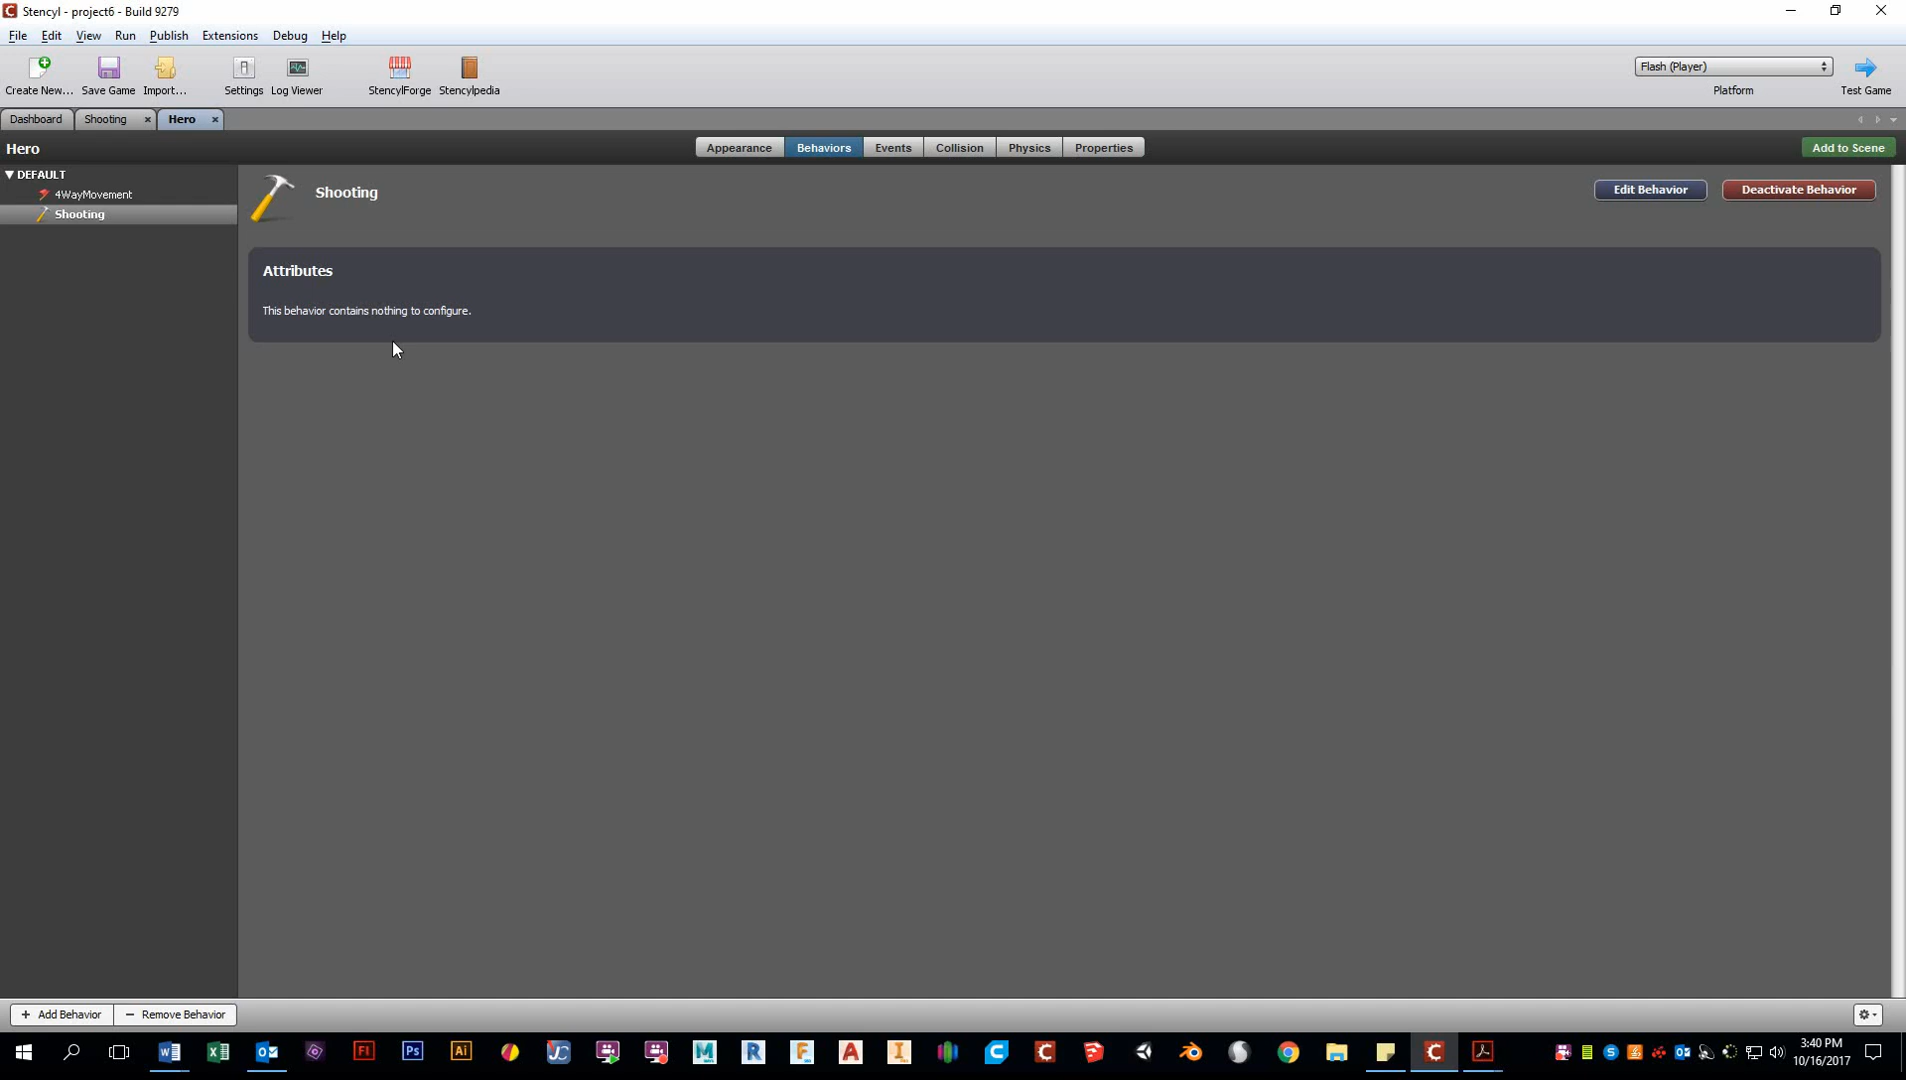 Stencyl - project6 - Build 9279
File Edit View Run Publish Extensions Debug Help
Create New... Save Game Import... Settings Log Viewer StencylForge Stencylpedia
Flash (Player)
Platform
Test Game
Dashboard Shooting Hero
Hero
Appearance Behaviors Events Collision Physics Properties
Add to Scene
DEFAULT
4WayMovement
Shooting
Shooting
Edit Behavior Deactivate Behavior
Attributes
This behavior contains nothing to configure.
+ Add Behavior − Remove Behavior
3:40 PM
10/16/2017